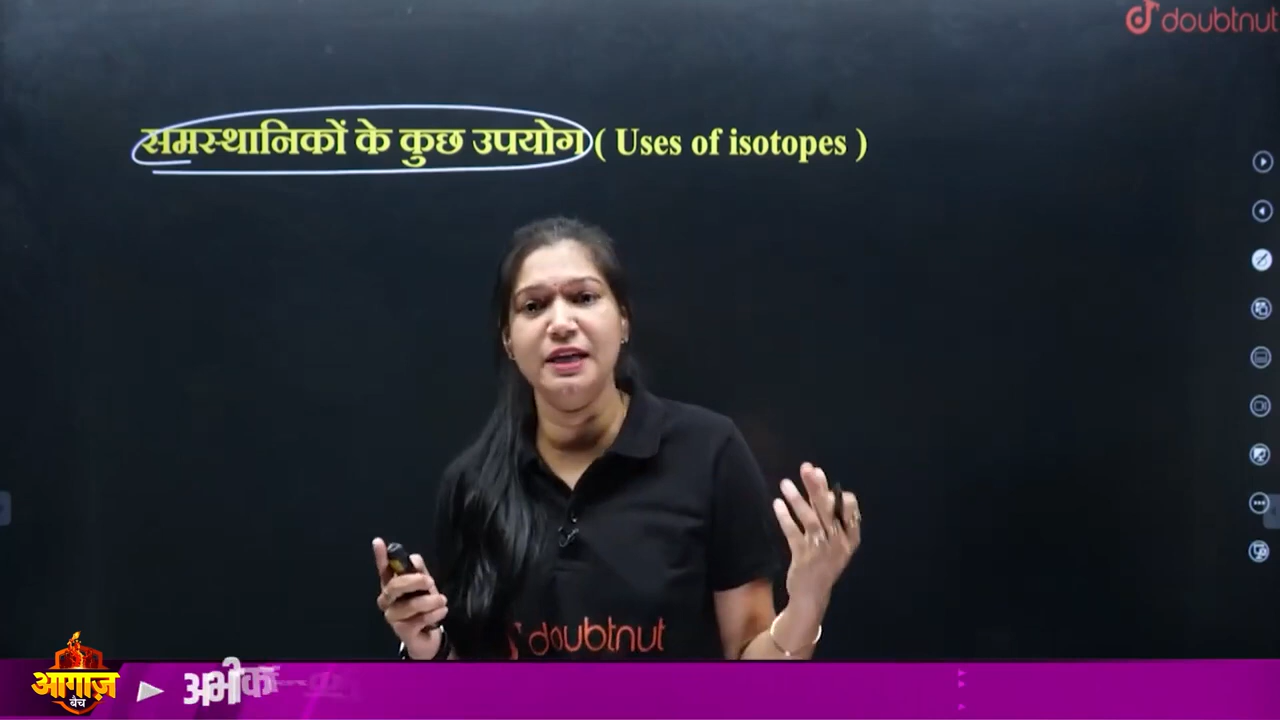 doubtnut
समस्थानिकों के कुछ उपयोग ( Uses of isotopes )
doubtnut
आगाज़
बैच